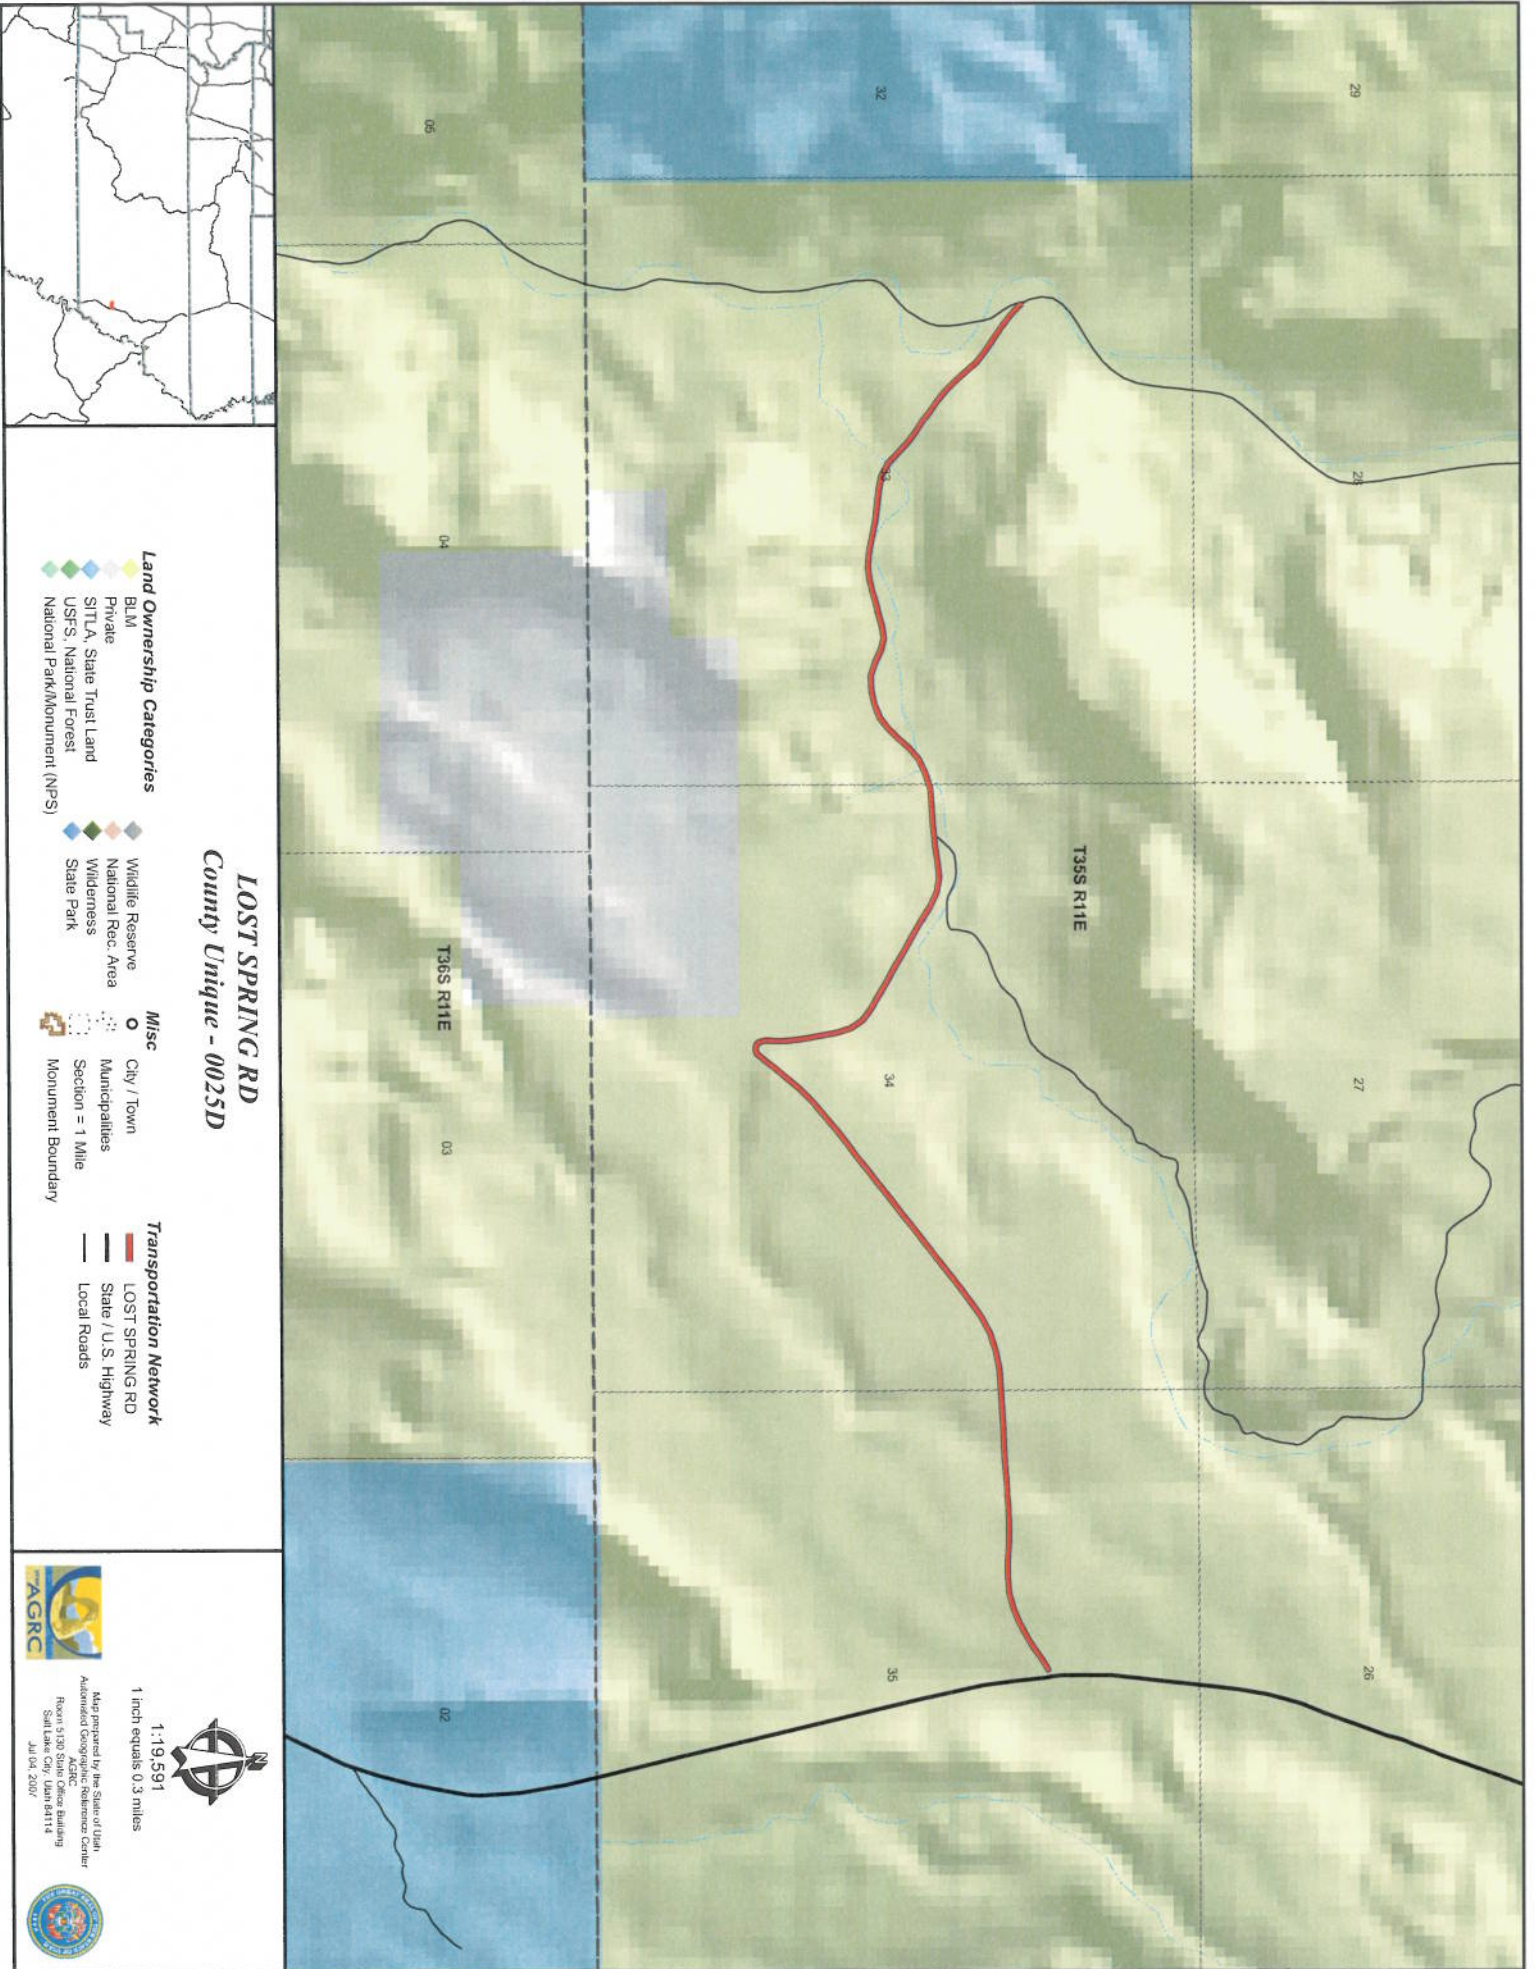 29
28
27
26
32
33
34
35
T35S R11E
05
04
03
02
T36S R11E
LOST SPRING RD
County Unique - 0025D
Land Ownership Categories
BLM
Private
SITLA, State Trust Land
USFS, National Forest
National Park/Monument (NPS)
Wildlife Reserve
National Rec. Area
Wilderness
State Park
Misc
City / Town
Municipalities
Section = 1 Mile
Monument Boundary
Transportation Network
LOST SPRING RD
State / U.S. Highway
Local Roads
N
1:19,591
1 inch equals 0.3 miles
Map prepared by the State of Utah
Automated Geographic Reference Center
AGRC
Room 5130 State Office Building
Salt Lake City, Utah 84114
Jul 04, 2007
AGRC